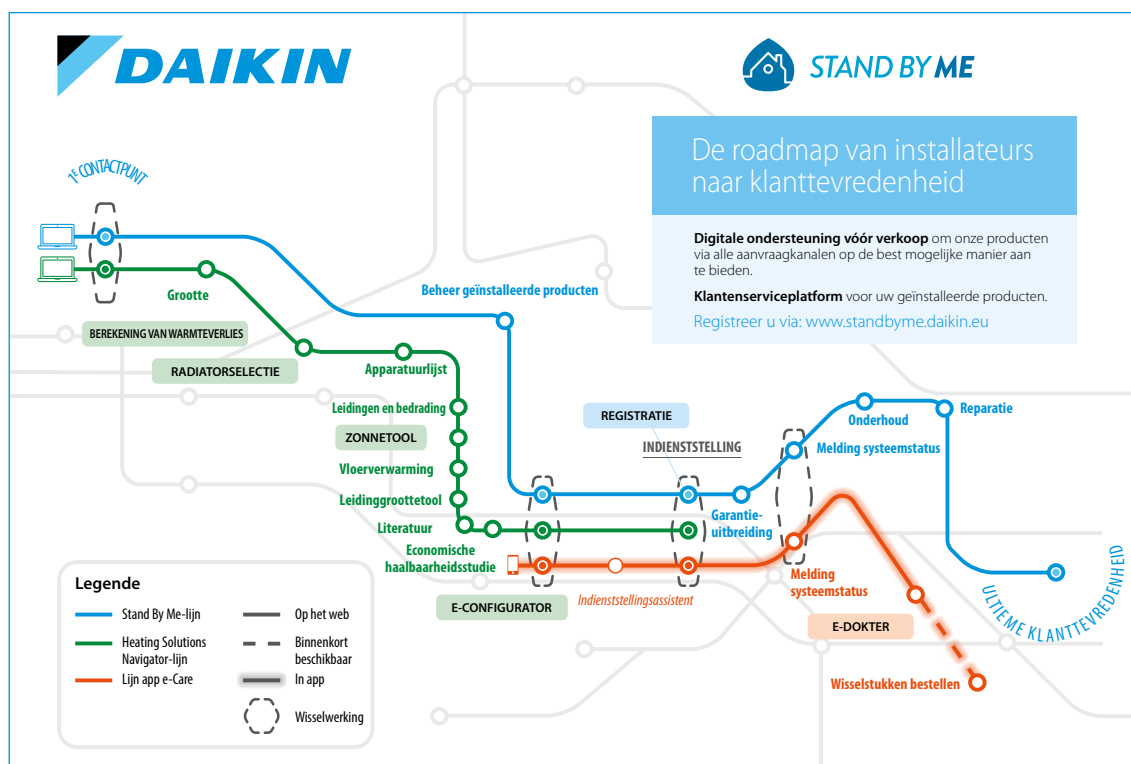 DAIKIN
STAND BY ME
De roadmap van installateurs
naar klanttevredenheid
Digitale ondersteuning vóór verkoop om onze producten
via alle aanvraagkanalen op de best mogelijke manier aan
te bieden.
Klantenserviceplatform voor uw geïnstalleerde producten.
Registreer u via: www.standbyme.daikin.eu
1E CONTACTPUNT
Grootte
Beheer geïnstalleerde producten
BEREKENING VAN WARMTEVERLIES
RADIATORSELECTIE
Apparatuurlijst
Leidingen en bedrading
ZONNETOOL
Vloerverwarming
Leidinggroottetool
Literatuur
Economische
haalbaarheidsstudie
E-CONFIGURATOR
REGISTRATIE
INDIENSTSTELLING
Garantie-
uitbreiding
Indienststellingsassistent
Onderhoud
Melding systeemstatus
Reparatie
Melding
systeemstatus
E-DOKTER
Wisselstukken bestellen
ULTIEME KLANTTEVREDENHEID
Legende
Stand By Me-lijn
Heating Solutions
Navigator-lijn
Lijn app e-Care
Op het web
Binnenkort
beschikbaar
In app
Wisselwerking